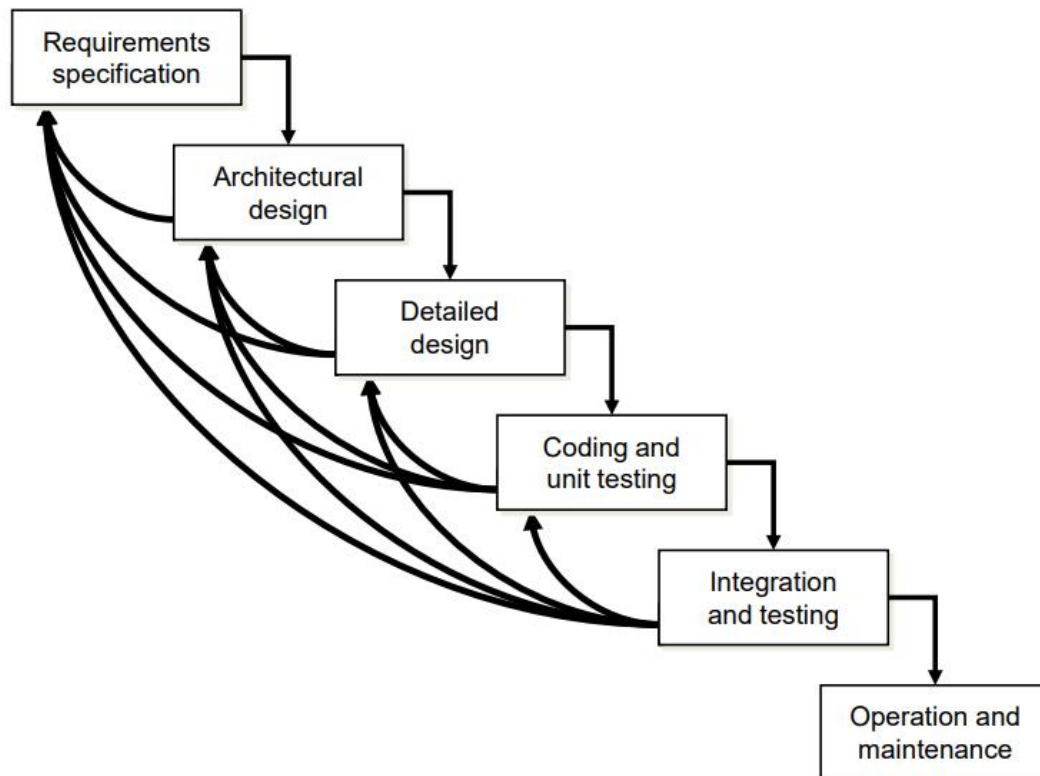 Requirements
specification
Architectural
design
Detailed
design
Coding and
unit testing
Integration
and testing
Operation and
maintenance